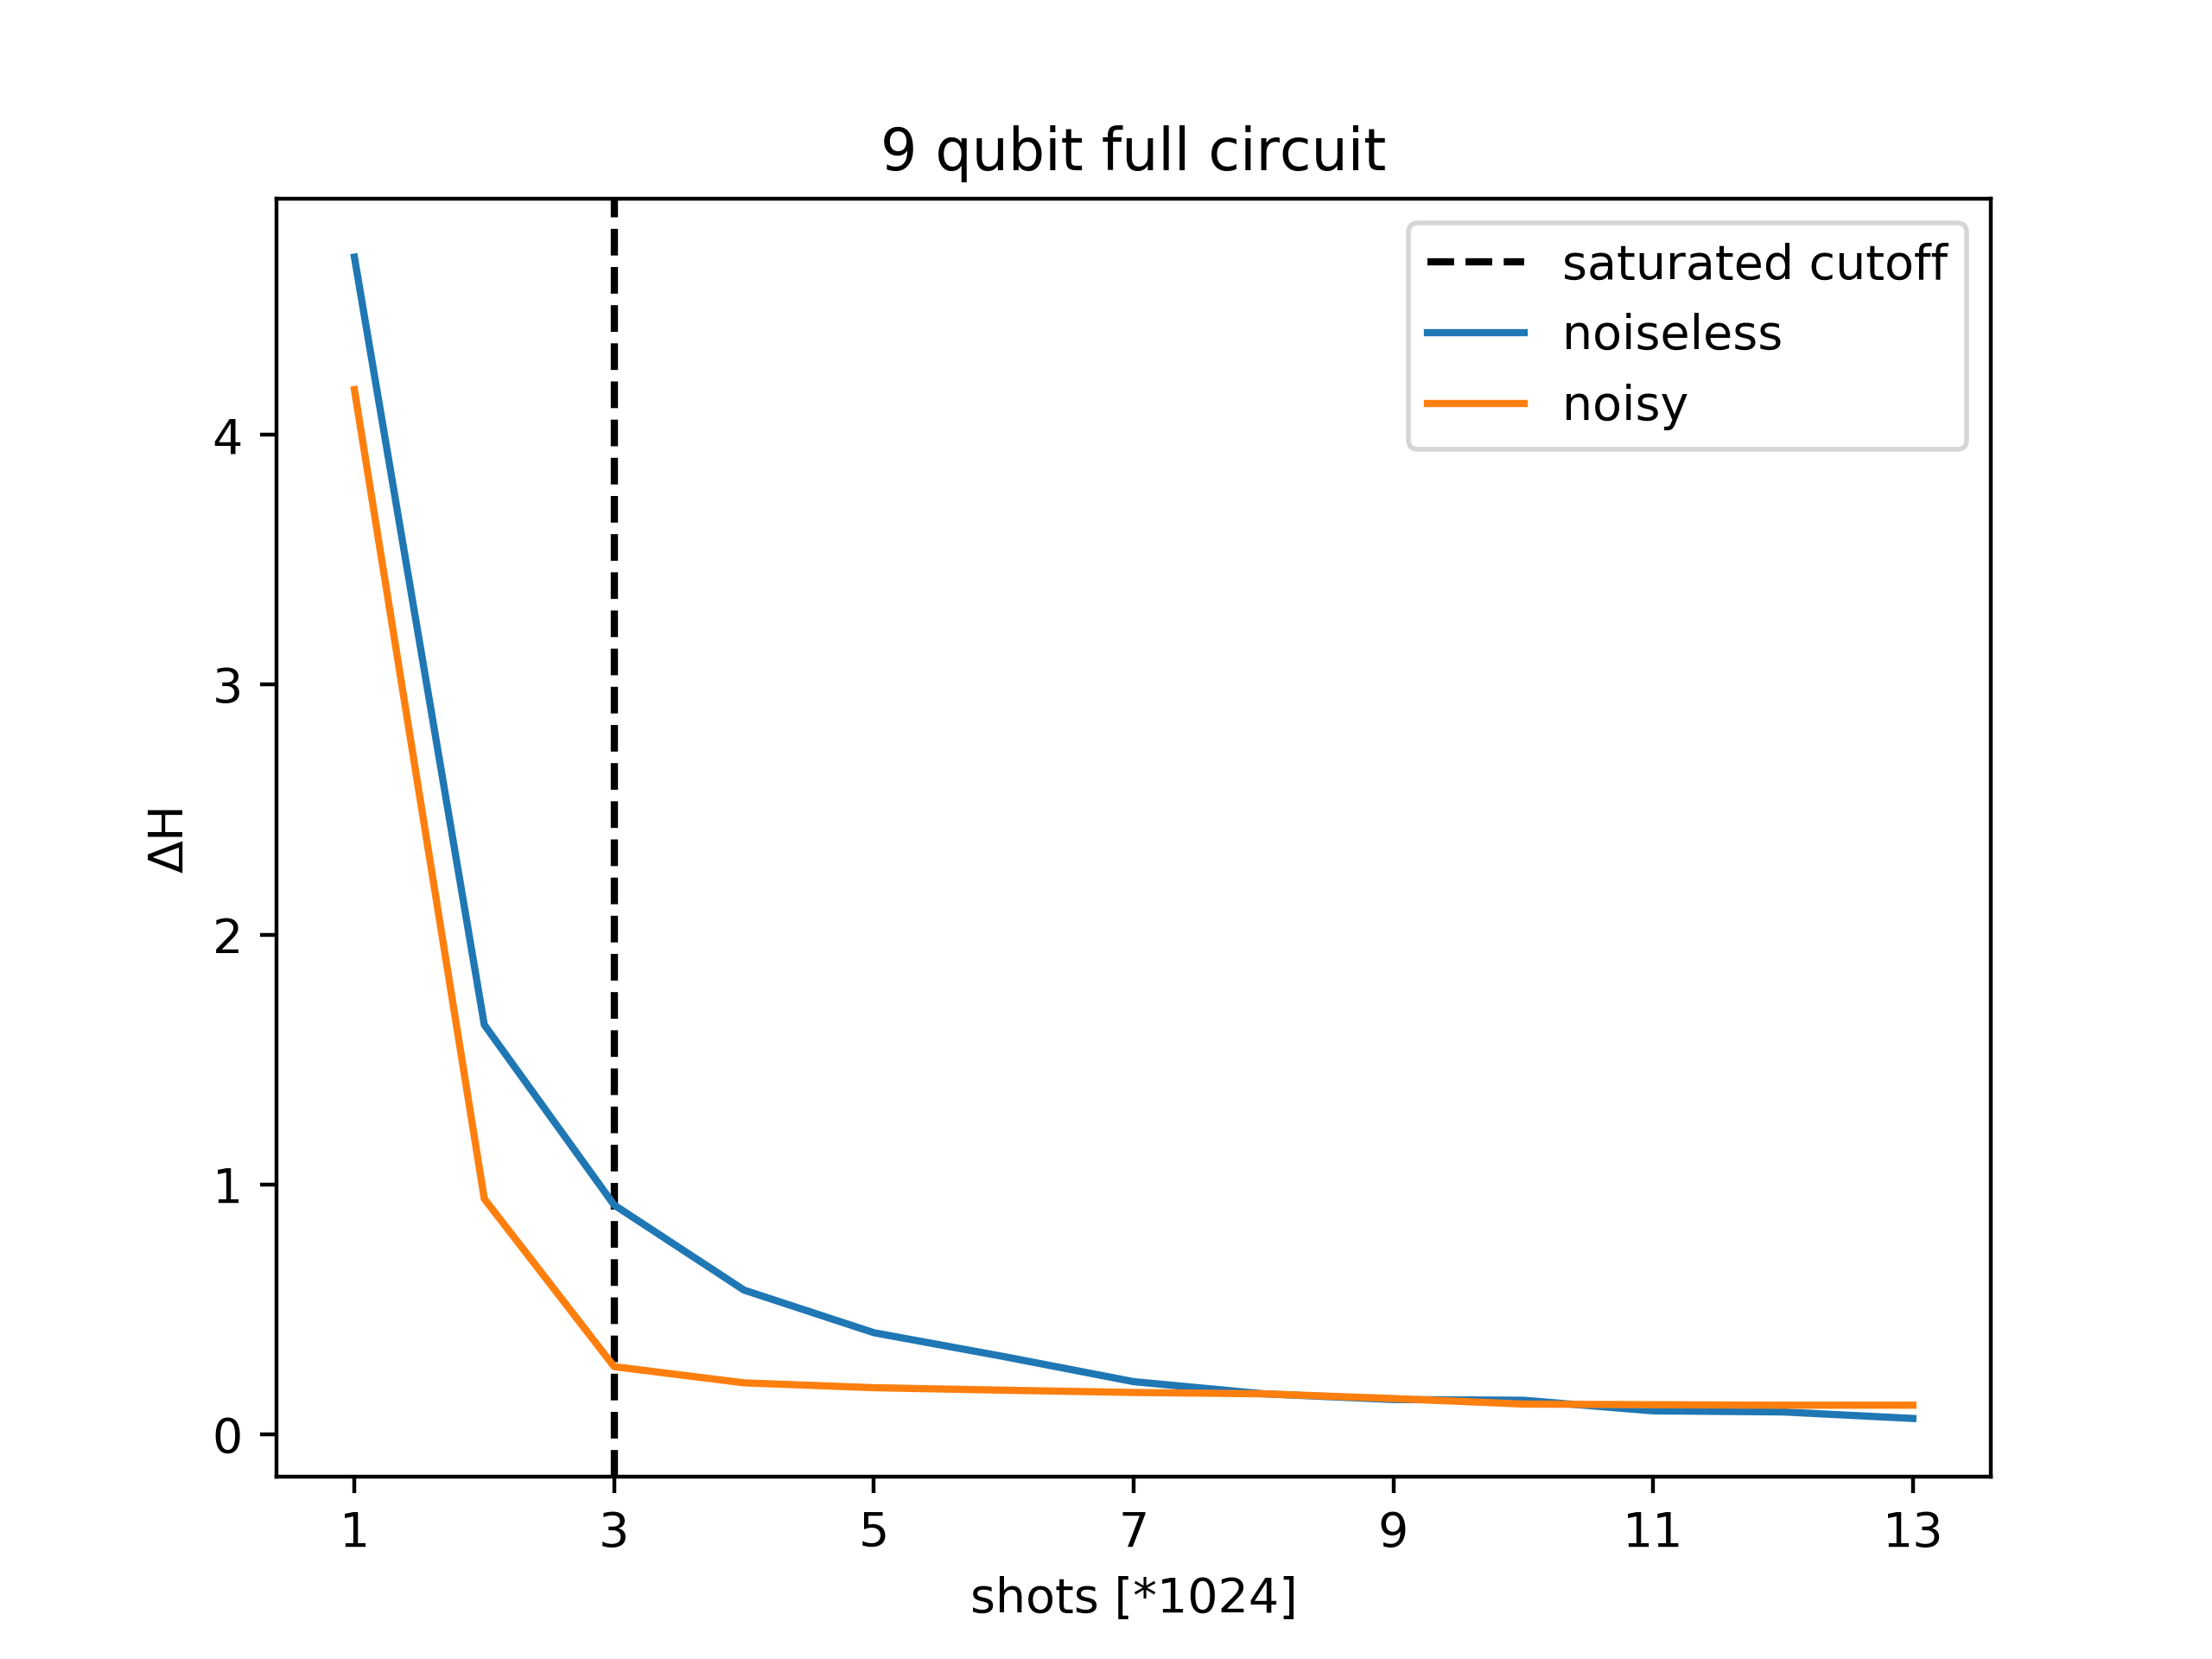 9 qubit full circuit
saturated cutoff
noiseless
noisy
4
3
2
1
0
ΔH
1 3 5 7 9 11 13
shots [*1024]